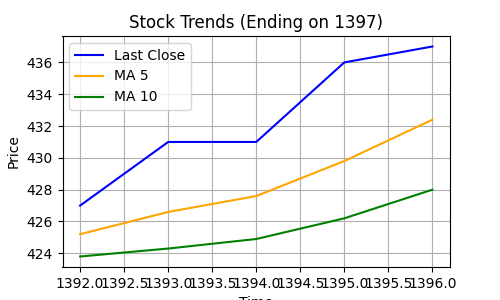 Stock Trends (Ending on 1397)
Last Close
MA 5
MA 10
Price
436
434
432
430
428
426
424
1392.0 1392.5 1393.0 1393.5 1394.0 1394.5 1395.0 1395.5 1396.0
Time